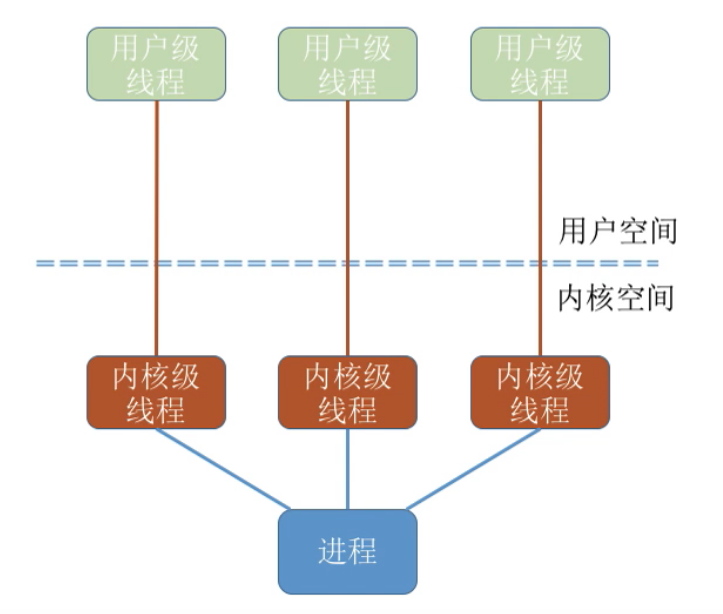 用户级 用户级 用户级
线程 线程 线程
用户空间
内核空间
内核级 内核级 内核级
线程 线程 线程
进程